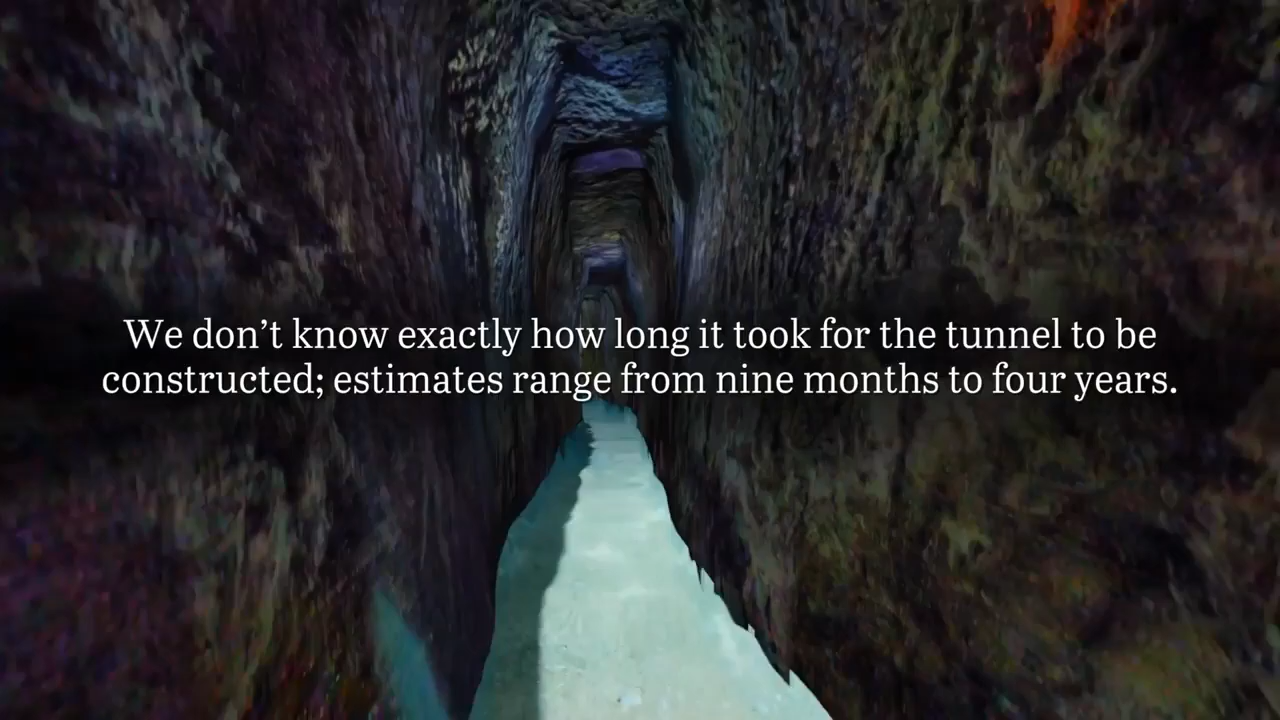 We don’t know exactly how long it took for the tunnel to be
constructed; estimates range from nine months to four years.